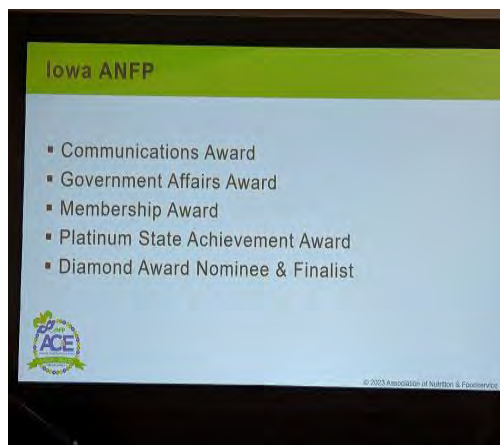 Iowa ANFP
▪ Communications Award
▪ Government Affairs Award
▪ Membership Award
▪ Platinum State Achievement Award
▪ Diamond Award Nominee & Finalist
ACE
© 2023 Association of Nutrition & Foodservice